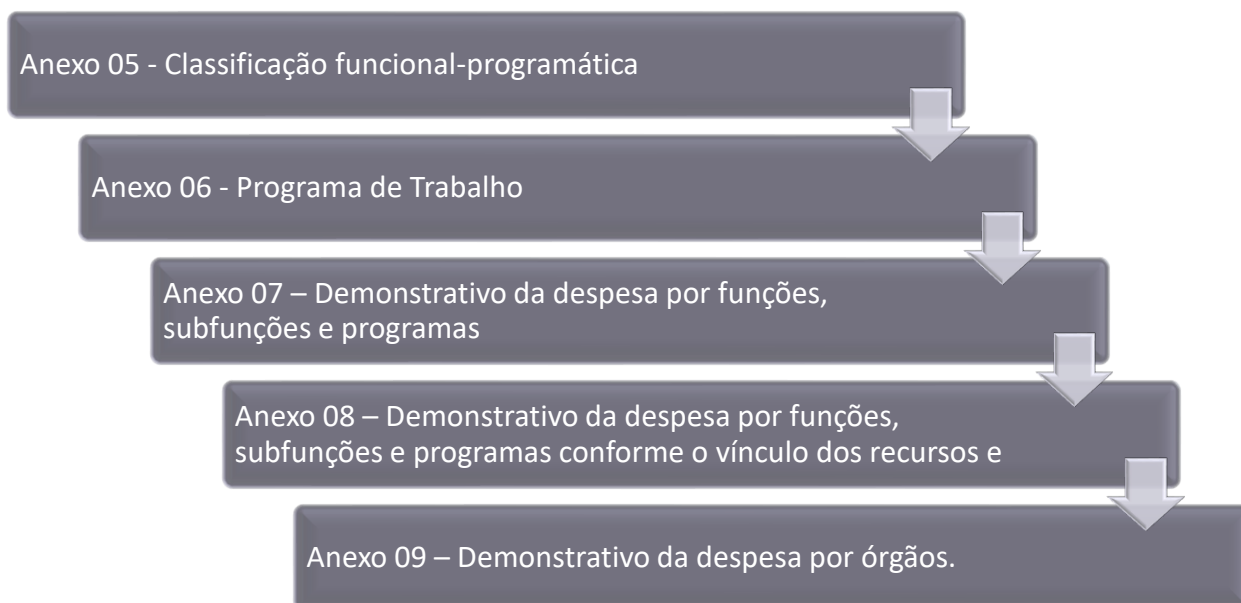 Anexo 05 - Classificação funcional-programática
Anexo 06 - Programa de Trabalho
Anexo 07 – Demonstrativo da despesa por funções,
subfunções e programas
Anexo 08 – Demonstrativo da despesa por funções,
subfunções e programas conforme o vínculo dos recursos e
Anexo 09 – Demonstrativo da despesa por órgãos.